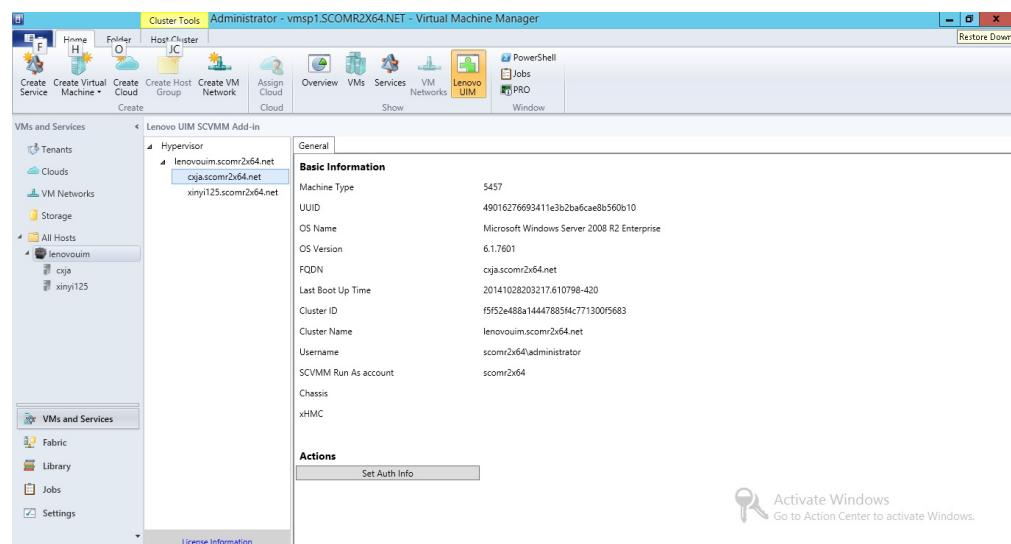 Cluster Tools Administrator - vmsp1.SCOMR2X64.NET - Virtual Machine Manager
Restore Down
Home Folder Host Cluster
F H O JC
Create Service
Create Virtual Machine
Create Cloud
Create Host Group
Create VM Network
Assign Cloud
Overview
VMs
Services
VM Networks
Lenovo UIM
PowerShell
Jobs
PRO
Create Cloud Show Window
VMs and Services
Tenants
Clouds
VM Networks
Storage
All Hosts
lenovouim
cxja
xinyi125
VMs and Services
Fabric
Library
Jobs
Settings
Lenovo UIM SCVMM Add-in
Hypervisor
lenovouim.scomr2x64.net
cxja.scomr2x64.net
xinyi125.scomr2x64.net
License Information
General
Basic Information
Machine Type 5457
UUID 49016276693411e3b2ba6cae8b560b10
OS Name Microsoft Windows Server 2008 R2 Enterprise
OS Version 6.1.7601
FQDN cxja.scomr2x64.net
Last Boot Up Time 20141028203217.610798-420
Cluster ID f5f52e488a14447885f4c771300f5683
Cluster Name lenovouim.scomr2x64.net
Username scomr2x64\administrator
SCVMM Run As account scomr2x64
Chassis
xHMC
Actions
Set Auth Info
Activate Windows
Go to Action Center to activate Windows.